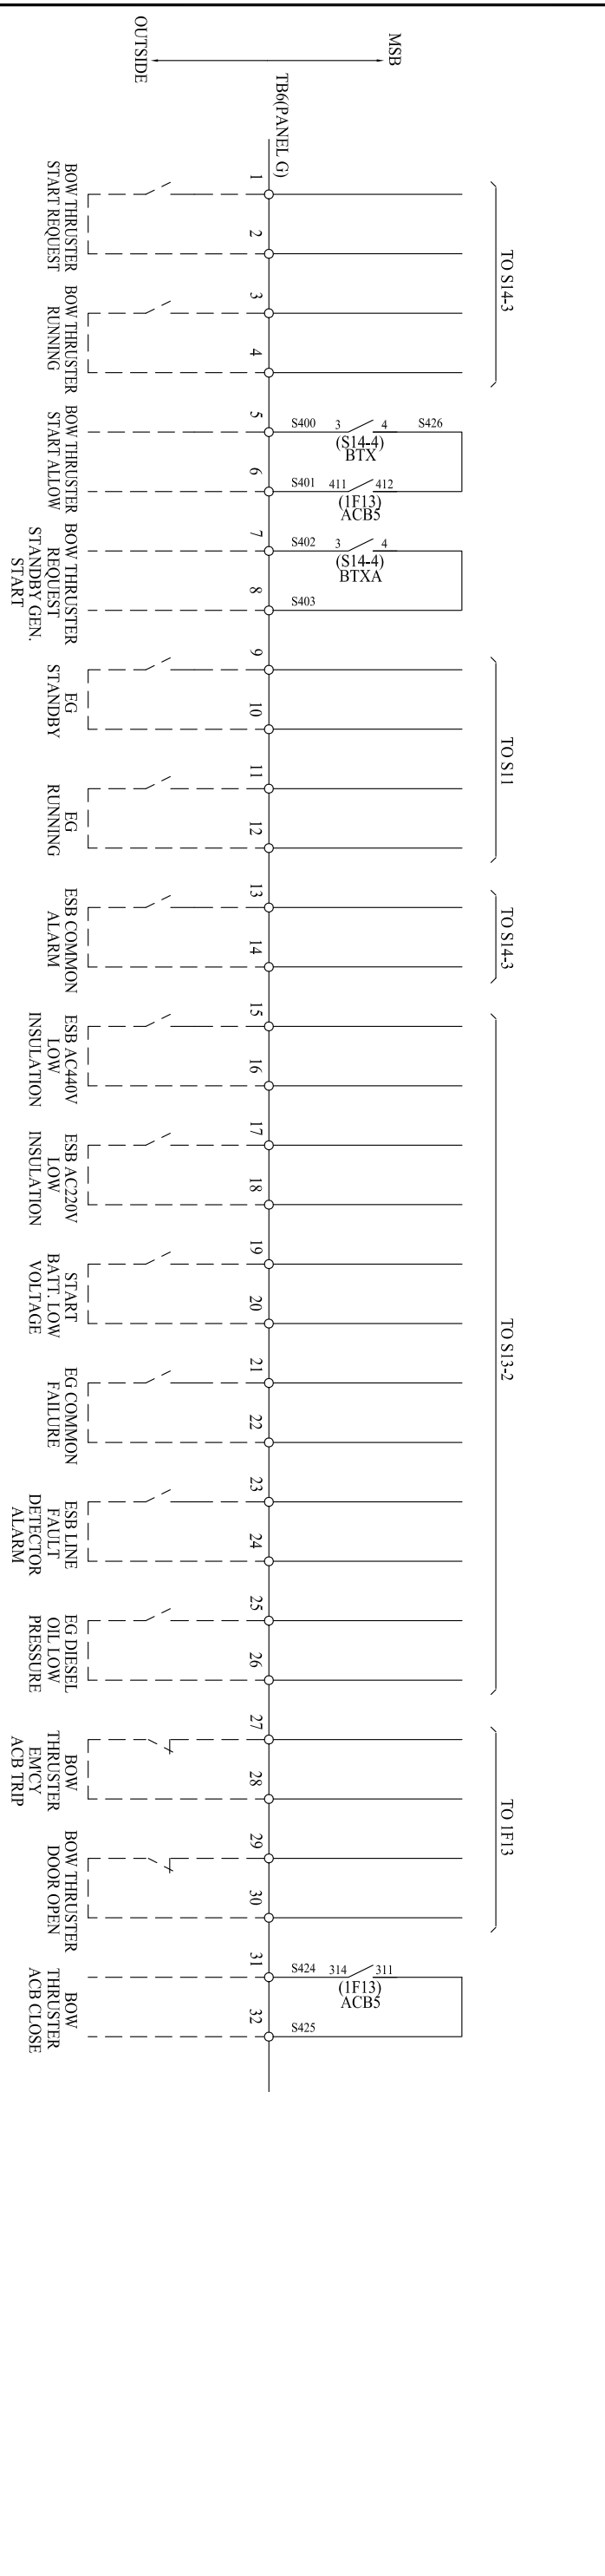 OUTSIDE
MSB
TB6(PANEL G)
1
2
3
4
5
6
7
8
9
10
11
12
13
14
15
16
17
18
19
20
21
22
23
24
25
26
27
28
29
30
31
32
TO S14-3
TO S11
TO S14-3
TO S13-2
TO 1F13
S400
3
4
S426
(S14-4)
BTX
S401
411
412
(1F13)
ACB5
S402
3
4
(S14-4)
BTXA
S403
S424
314
311
(1F13)
ACB5
S425
BOW THRUSTER
START REQUEST
BOW THRUSTER
RUNNING
BOW THRUSTER
START ALLOW
BOW THRUSTER
REQUEST
STANDBY GEN.
START
EG
STANDBY
EG
RUNNING
ESB COMMON
ALARM
ESB AC440V
LOW
INSULATION
ESB AC220V
LOW
INSULATION
START
BATT. LOW
VOLTAGE
EG COMMON
FAILURE
ESB LINE
FAULT
DETECTOR
ALARM
EG DIESEL
OIL LOW
PRESSURE
BOW
THRUSTER
EM'CY
ACB TRIP
BOW THRUSTER
DOOR OPEN
BOW
THRUSTER
ACB CLOSE